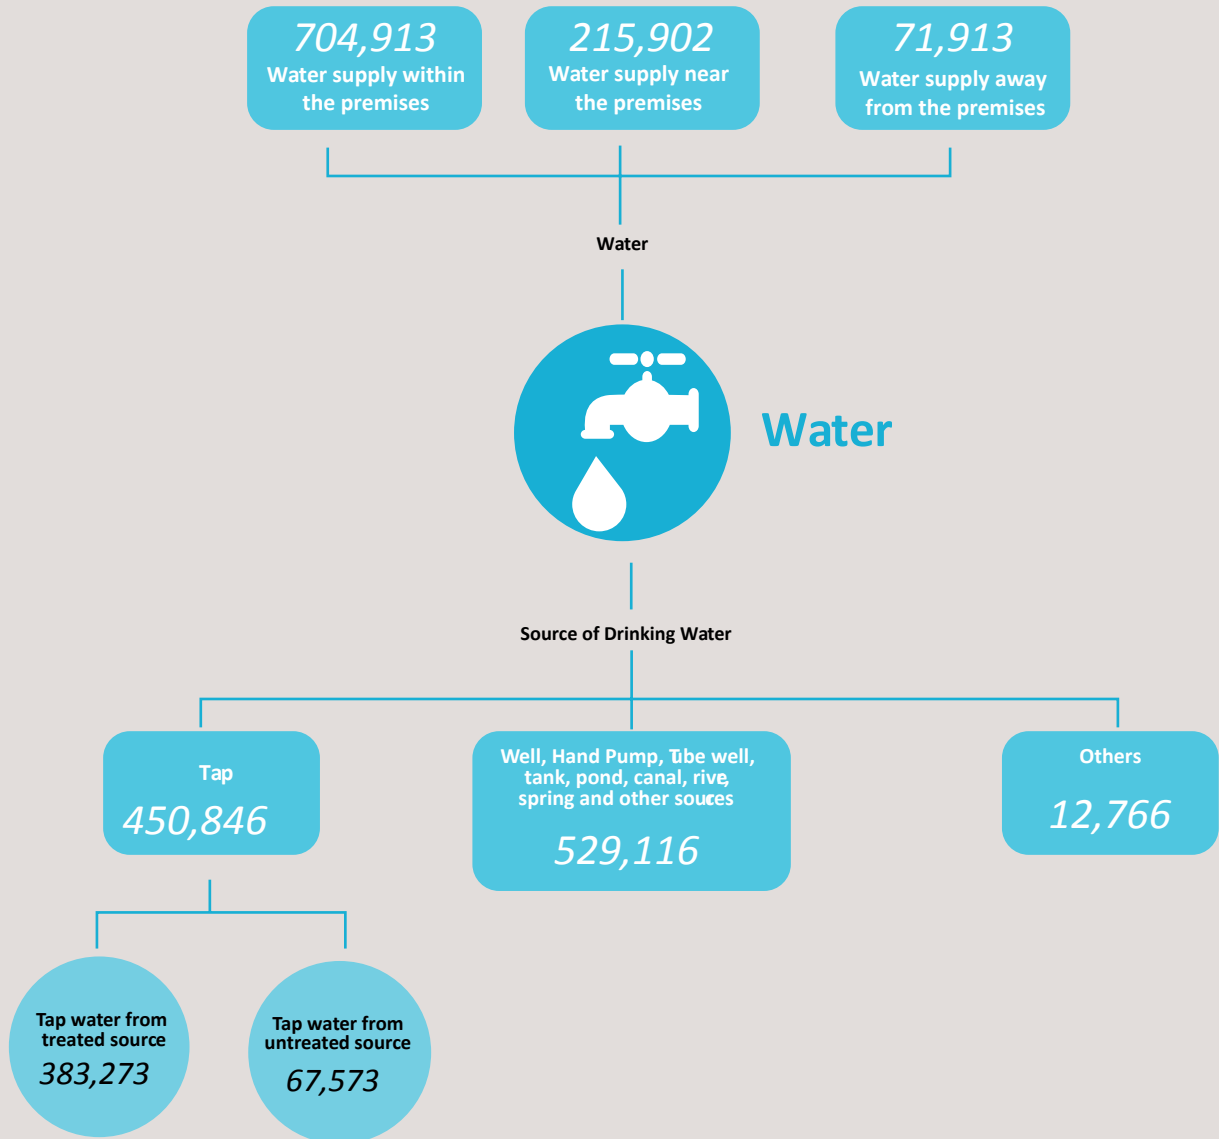 704,913
Water supply within
the premises
215,902
Water supply near
the premises
71,913
Water supply away
from the premises
Water
Water
Source of Drinking Water
Tap
450,846
Well, Hand Pump, Tube well,
tank, pond, canal, rive,
spring and other sources
529,116
Others
12,766
Tap water from
treated source
383,273
Tap water from
untreated source
67,573